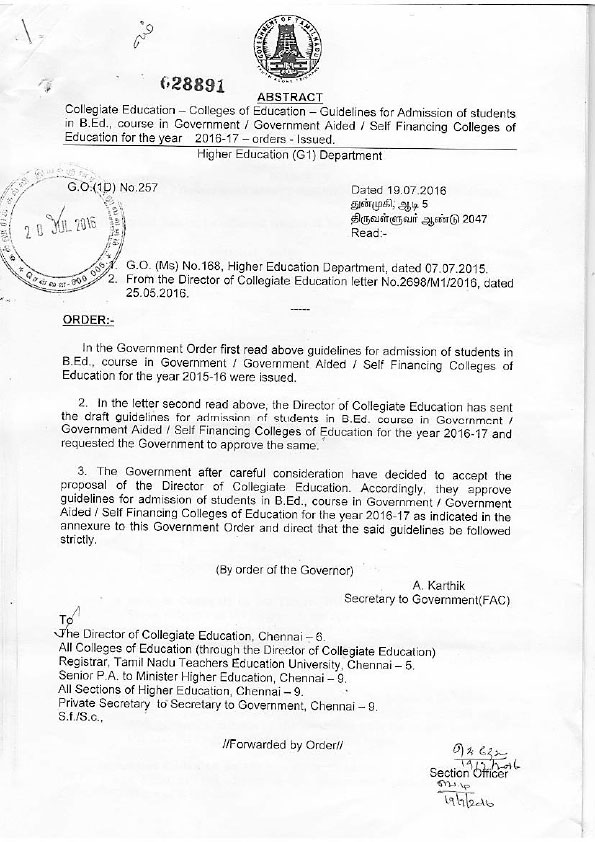 028891
ABSTRACT
Collegiate Education – Colleges of Education – Guidelines for Admission of students
in B.Ed., course in Government / Government Aided / Self Financing Colleges of
Education for the year 2016-17 – orders - Issued.
Higher Education (G1) Department
G.O.(1D) No.257
Dated 19.07.2016
துன்முகி, ஆடி 5
திருவள்ளுவர் ஆண்டு 2047
Read:-
20 JUL 2016
1. G.O. (Ms) No.168, Higher Education Department, dated 07.07.2015.
2. From the Director of Collegiate Education letter No.2698/M1/2016, dated
25.05.2016.
-----
ORDER:-
In the Government Order first read above guidelines for admission of students in
B.Ed., course in Government / Government Aided / Self Financing Colleges of
Education for the year 2015-16 were issued.
2. In the letter second read above, the Director of Collegiate Education has sent
the draft guidelines for admission of students in B.Ed. course in Government /
Government Aided / Self Financing Colleges of Education for the year 2016-17 and
requested the Government to approve the same.
3. The Government after careful consideration have decided to accept the
proposal of the Director of Collegiate Education. Accordingly, they approve
guidelines for admission of students in B.Ed., course in Government / Government
Aided / Self Financing Colleges of Education for the year 2016-17 as indicated in the
annexure to this Government Order and direct that the said guidelines be followed
strictly.
(By order of the Governor)
A. Karthik
Secretary to Government(FAC)
To
The Director of Collegiate Education, Chennai – 6.
All Colleges of Education (through the Director of Collegiate Education)
Registrar, Tamil Nadu Teachers Education University, Chennai – 5.
Senior P.A. to Minister Higher Education, Chennai – 9.
All Sections of Higher Education, Chennai – 9.
Private Secretary to Secretary to Government, Chennai – 9.
S.f./S.c.,
//Forwarded by Order//
19/7/2016
Section Officer
19/7/2016